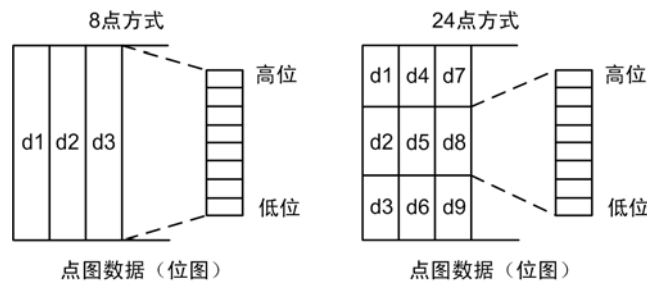 8点方式
d1 d2 d3
高位
低位
点图数据（位图）
24点方式
d1 d4 d7
d2 d5 d8
d3 d6 d9
高位
低位
点图数据（位图）